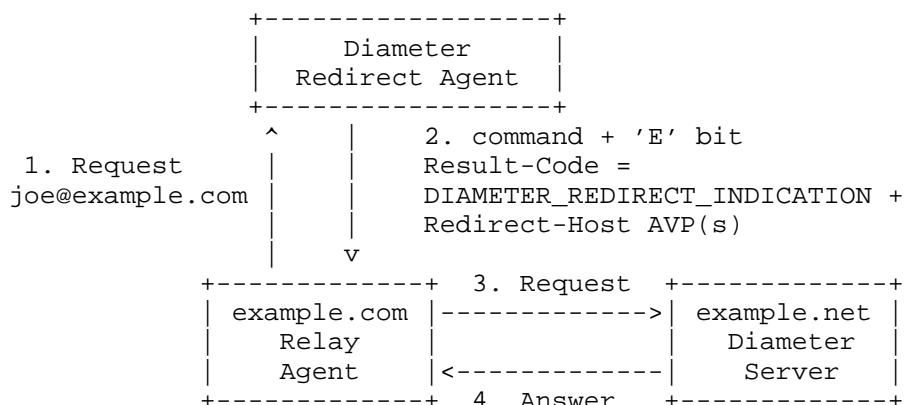 +------------------+
|     Diameter     |
|  Redirect Agent  |
+------------------+
^    |    2. command + 'E' bit
1. Request  |    |    Result-Code =
joe@example.com |    |    DIAMETER_REDIRECT_INDICATION +
|    |    Redirect-Host AVP(s)
|    v
+-------------+  3. Request  +-------------+
| example.com |------------->| example.net |
|    Relay    |              |   Diameter  |
|    Agent    |<-------------|    Server   |
+-------------+  4. Answer   +-------------+